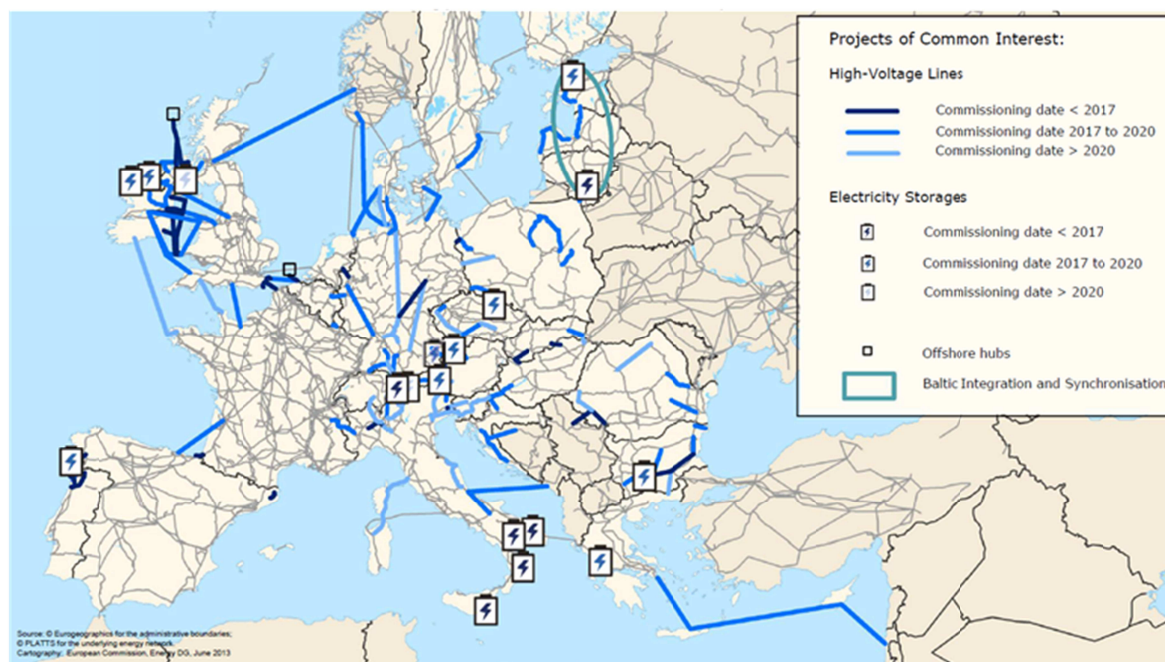 Projects of Common Interest:
High-Voltage Lines
Commissioning date < 2017
Commissioning date 2017 to 2020
Commissioning date > 2020
Electricity Storages
Commissioning date < 2017
Commissioning date 2017 to 2020
Commissioning date > 2020
Offshore hubs
Baltic Integration and Synchronisation
Source: © Eurogeographics for the administrative boundaries;
© PLATTS for the underlying energy network.
Cartography: European Commission, Energy DG, June 2013